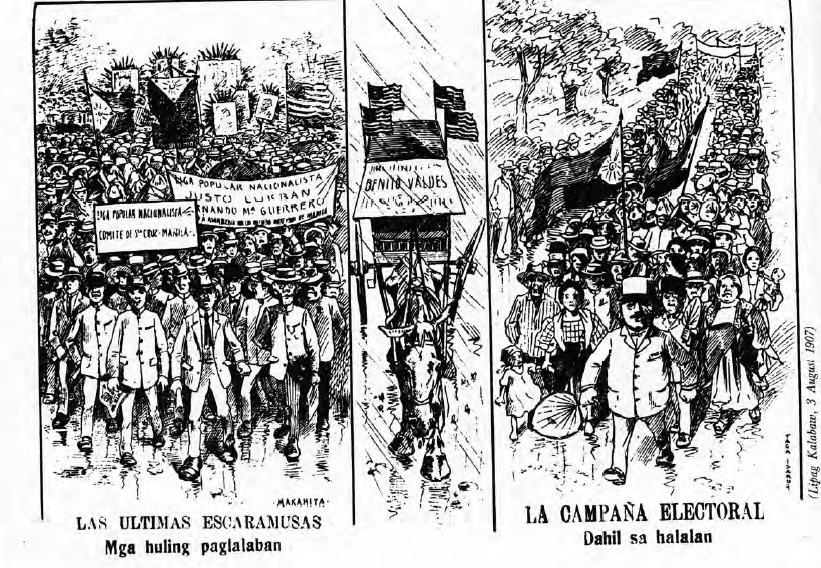 LIGA POPULAR NACIONALISTA
JUSTO LUKBAN
FERNANDO Mª GUERRERO
LIGA POPULAR NACIONALISTA
COMITE DE Sta CRUZ-MANILA-
BENITO VALDES
MAKAHIYA
LAS ULTIMAS ESCARAMUSAS
Mga huling paglalaban
LA CAMPAÑA ELECTORAL
Dahil sa halalan
(Lipag Kalabaw, 3 August 1907)